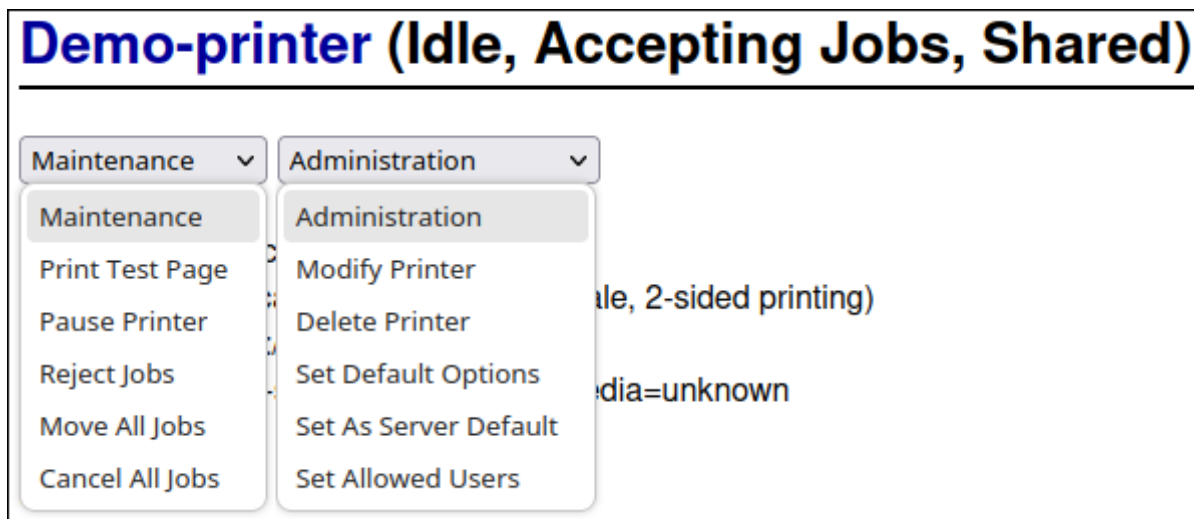 Demo-printer (Idle, Accepting Jobs, Shared)
Maintenance Administration
Maintenance Administration
Print Test Page Modify Printer
ale, 2-sided printing)
Pause Printer Delete Printer
Reject Jobs Set Default Options
dia=unknown
Move All Jobs Set As Server Default
Cancel All Jobs Set Allowed Users